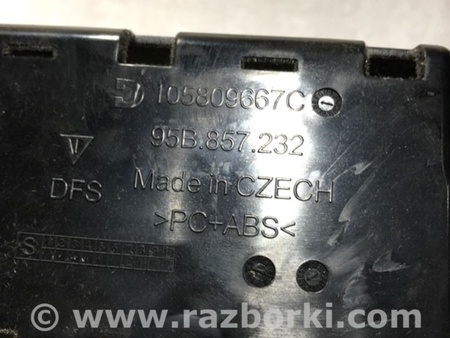 105809667C
95B.857.232
DFS
Made in CZECH
>PC+ABS<
S
© www.razborki.com